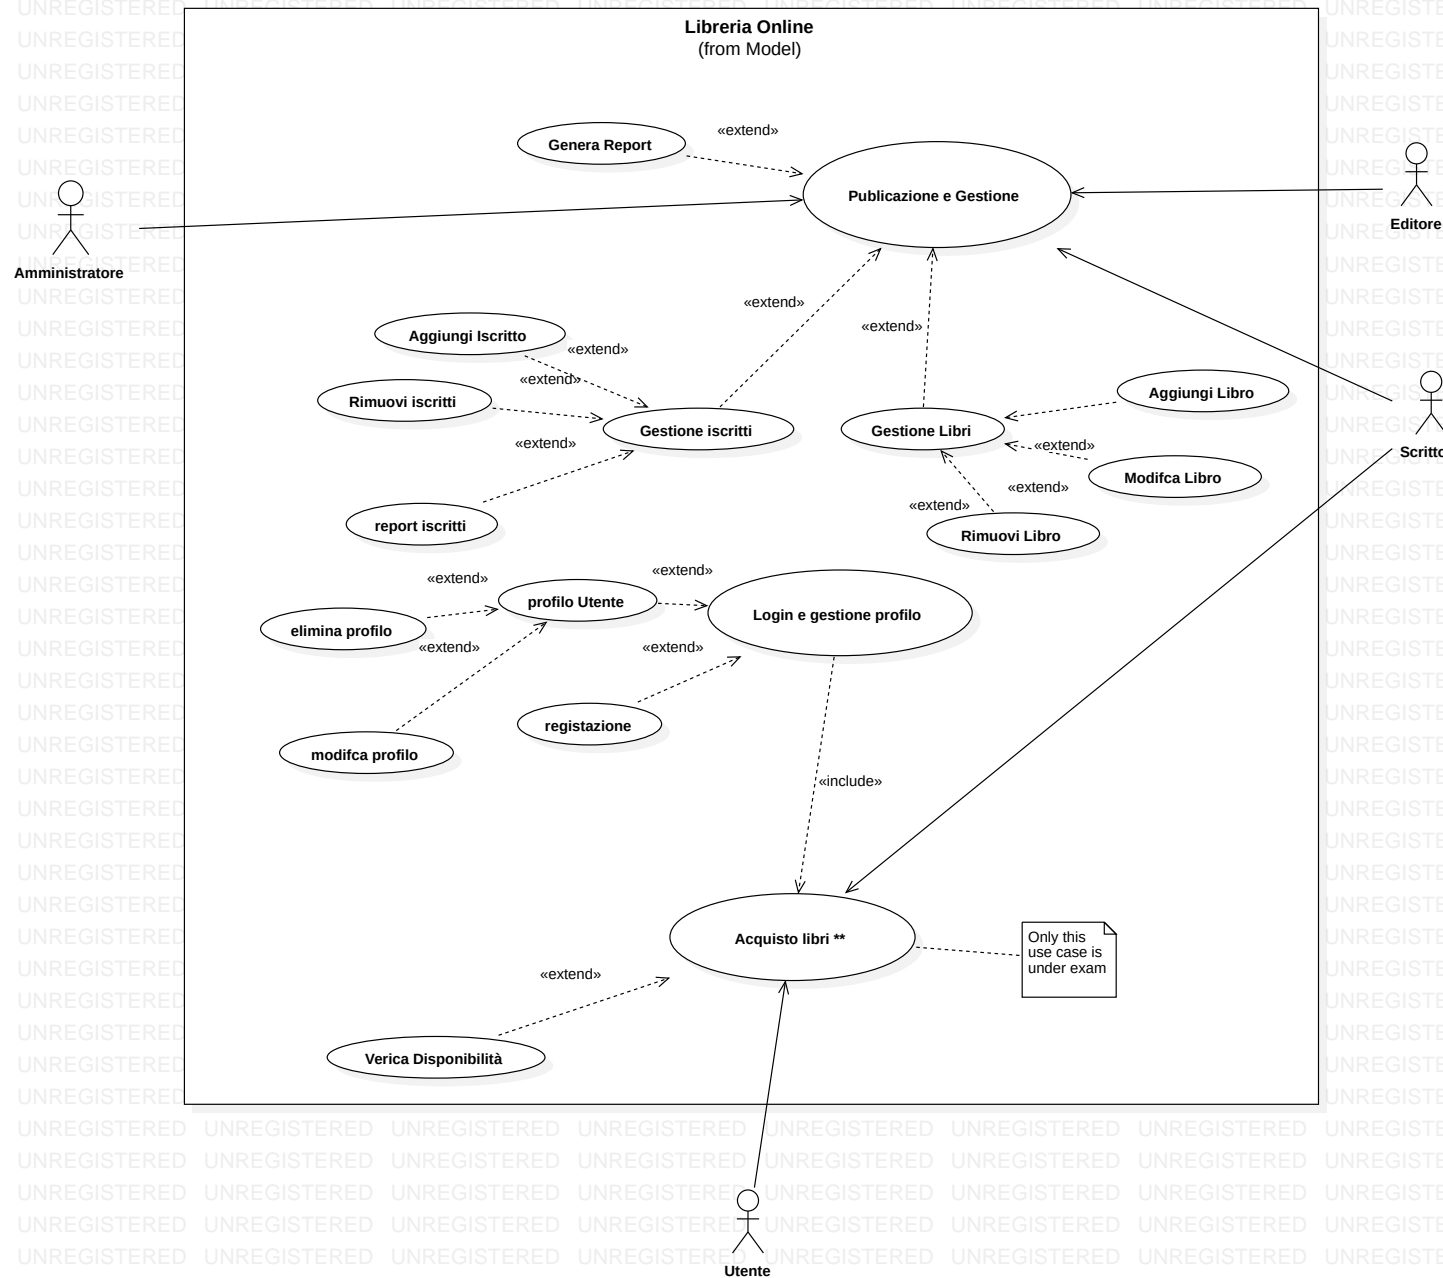 Libreria Online
(from Model)
«extend»
Genera Report
Publicazione e Gestione
Editore
Amministratore
«extend»
«extend»
Aggiungi Iscritto
«extend»
«extend»
Rimuovi iscritti
Aggiungi Libro
Gestione iscritti
Gestione Libri
«extend»
«extend»
Scritto
Modifca Libro
«extend»
«extend»
report iscritti
Rimuovi Libro
«extend»
«extend»
profilo Utente
Login e gestione profilo
elimina profilo
«extend»
«extend»
registazione
modifca profilo
«include»
Acquisto libri **
Only this
use case is
under exam
«extend»
Verica Disponibilità
Utente
UNREGISTERED